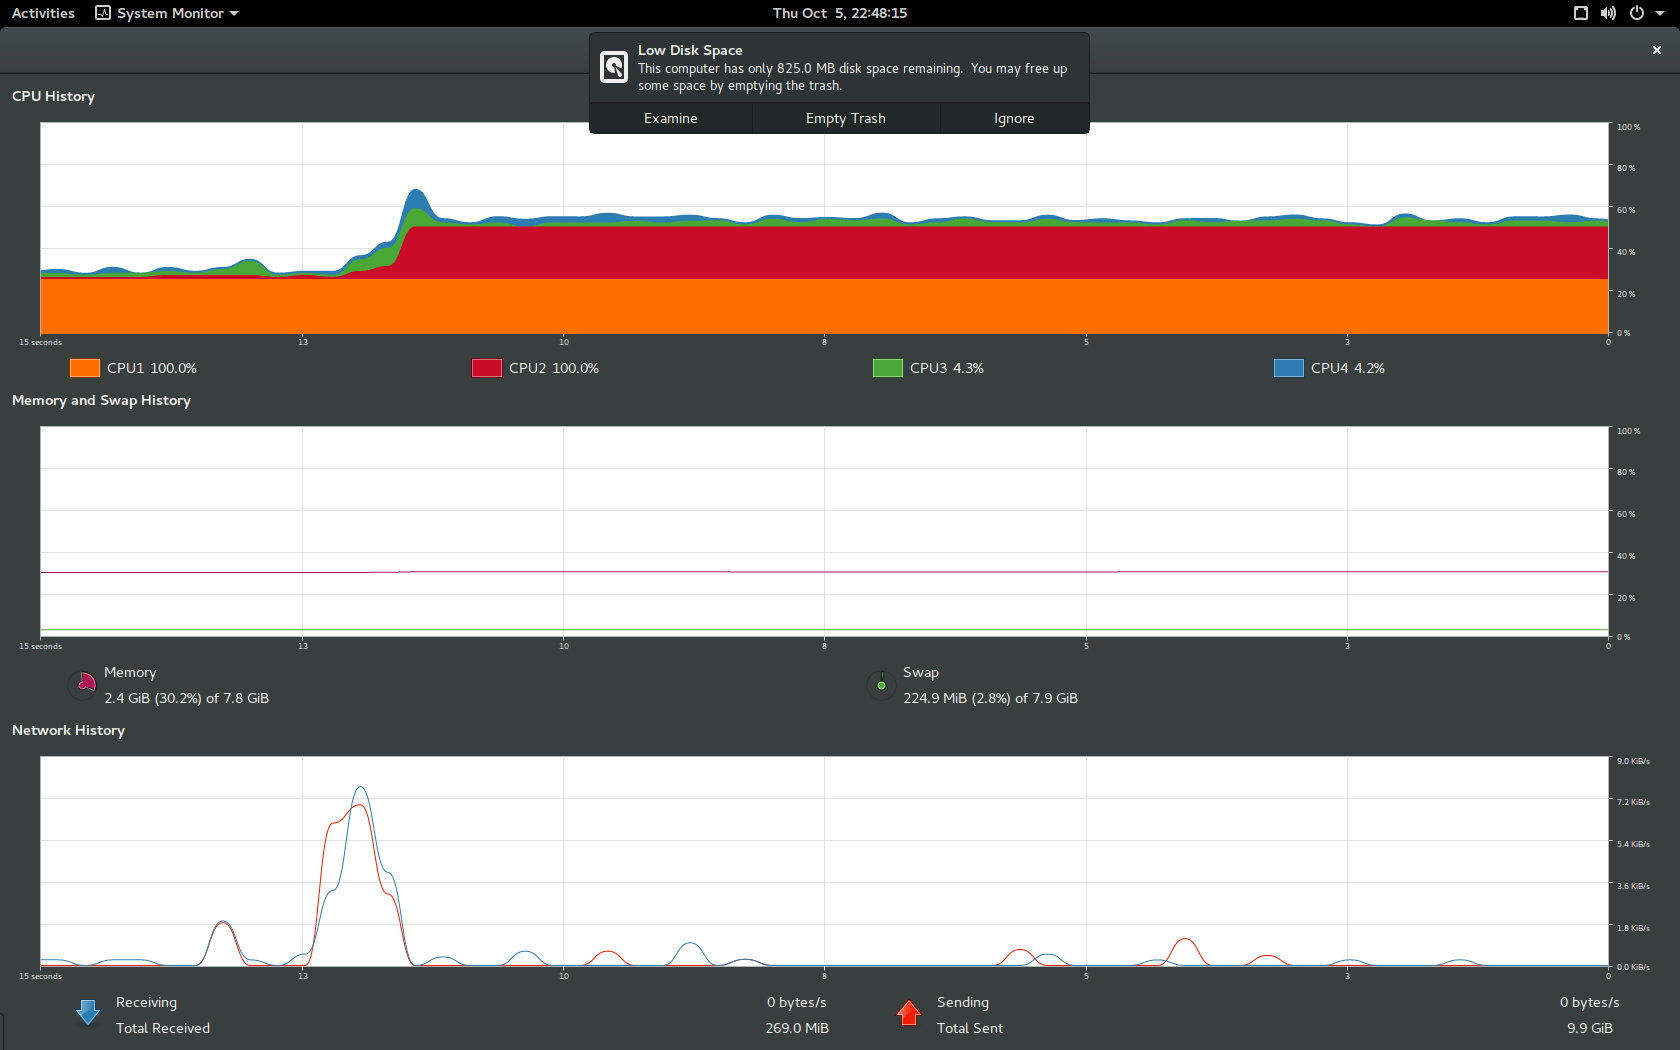 Activities
System Monitor
Thu Oct 5, 22:48:15
Low Disk Space
This computer has only 825.0 MB disk space remaining. You may free up
some space by emptying the trash.
Examine
Empty Trash
Ignore
CPU History
100 %
80 %
60 %
40 %
20 %
0 %
15 seconds
13
10
8
5
3
0
CPU1 100.0%
CPU2 100.0%
CPU3 4.3%
CPU4 4.2%
Memory and Swap History
100 %
80 %
60 %
40 %
20 %
0 %
15 seconds
13
10
8
5
3
0
Memory
2.4 GiB (30.2%) of 7.8 GiB
Swap
224.9 MiB (2.8%) of 7.9 GiB
Network History
9.0 KiB/s
7.2 KiB/s
5.4 KiB/s
3.6 KiB/s
1.8 KiB/s
0.0 KiB/s
15 seconds
13
10
8
5
3
0
Receiving
0 bytes/s
Total Received
269.0 MiB
Sending
0 bytes/s
Total Sent
9.9 GiB